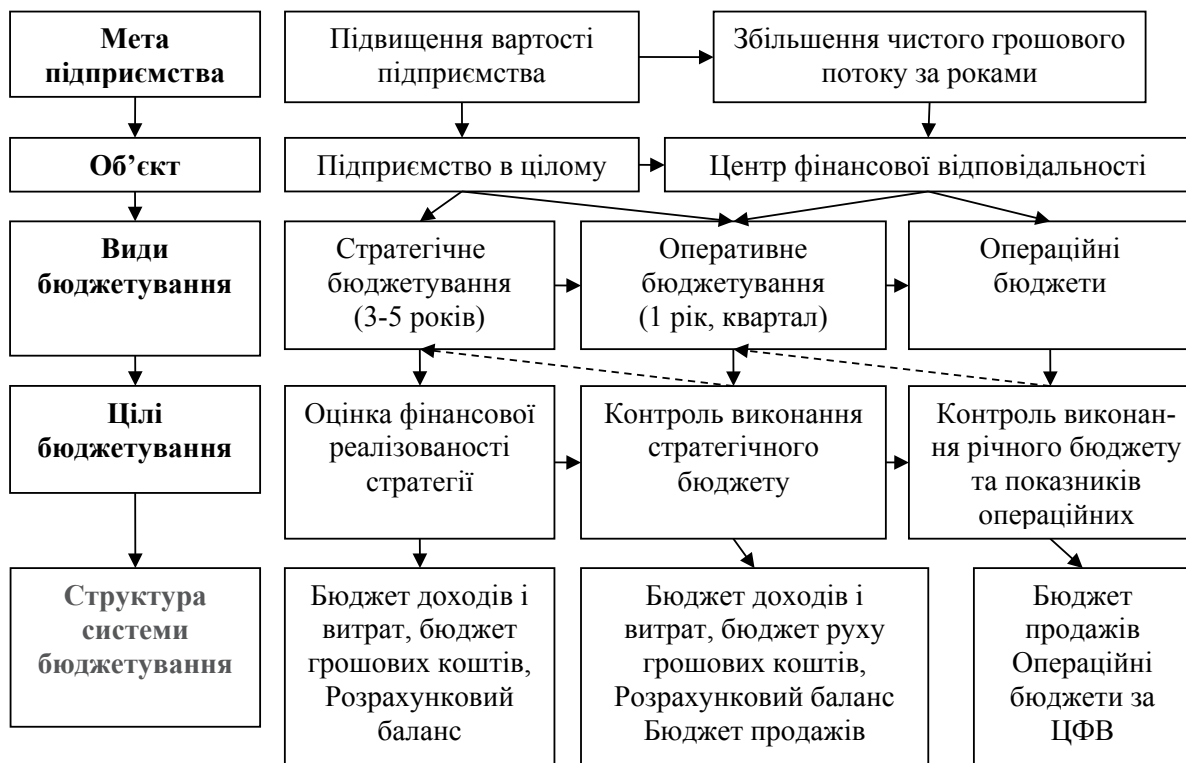 Мета
підприємства
Підвищення вартості
підприємства
Збільшення чистого грошового
потоку за роками
Об’єкт
Підприємство в цілому
Центр фінансової відповідальності
Види
бюджетування
Стратегічне
бюджетування
(3-5 років)
Оперативне
бюджетування
(1 рік, квартал)
Операційні
бюджети
Цілі
бюджетування
Оцінка фінансової
реалізованості
стратегії
Контроль виконання
стратегічного
бюджету
Контроль виконан-
ня річного бюджету
та показників
операційних
Структура
системи
бюджетування
Бюджет доходів і
витрат, бюджет
грошових коштів,
Розрахунковий
баланс
Бюджет доходів і
витрат, бюджет руху
грошових коштів,
Розрахунковий баланс
Бюджет продажів
Бюджет
продажів
Операційні
бюджети за
ЦФВ